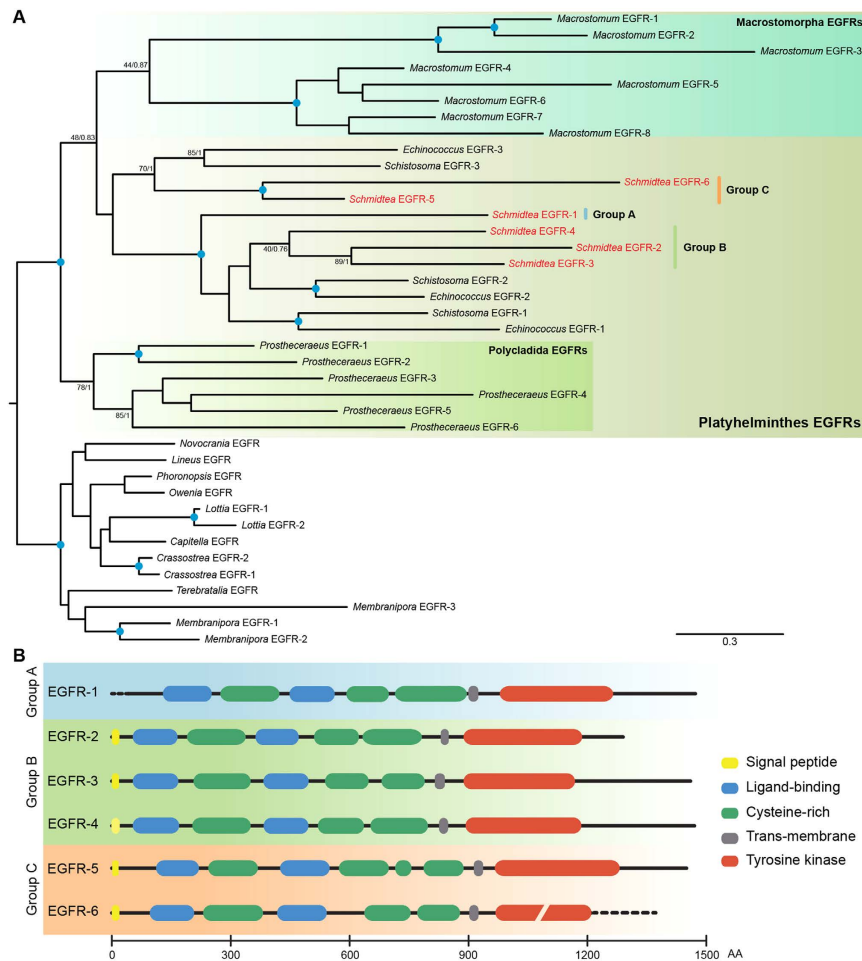 A
Macrostomum EGFR-1
Macrostomorpha EGFRs
Macrostomum EGFR-2
Macrostomum EGFR-3
44/0.87
Macrostomum EGFR-4
Macrostomum EGFR-5
Macrostomum EGFR-6
Macrostomum EGFR-7
Macrostomum EGFR-8
48/0.83
Echinococcus EGFR-3
85/1
Schistosoma EGFR-3
70/1
Schmidtea EGFR-6
Group C
Schmidtea EGFR-5
Schmidtea EGFR-1
Group A
Schmidtea EGFR-4
40/0.76
Schmidtea EGFR-2
Group B
89/1
Schmidtea EGFR-3
Schistosoma EGFR-2
Echinococcus EGFR-2
Schistosoma EGFR-1
Echinococcus EGFR-1
Prostheceraeus EGFR-1
Polycladida EGFRs
Prostheceraeus EGFR-2
Prostheceraeus EGFR-3
78/1
Prostheceraeus EGFR-4
Prostheceraeus EGFR-5
85/1
Prostheceraeus EGFR-6
Platyhelminthes EGFRs
Novocrania EGFR
Lineus EGFR
Phoronopsis EGFR
Owenia EGFR
Lottia EGFR-1
Lottia EGFR-2
Capitella EGFR
Crassostrea EGFR-2
Crassostrea EGFR-1
Terebratalia EGFR
Membranipora EGFR-3
Membranipora EGFR-1
Membranipora EGFR-2
0.3
B
Group A
EGFR-1
Group B
EGFR-2
EGFR-3
EGFR-4
Group C
EGFR-5
EGFR-6
Signal peptide
Ligand-binding
Cysteine-rich
Trans-membrane
Tyrosine kinase
0 300 600 900 1200 1500 AA